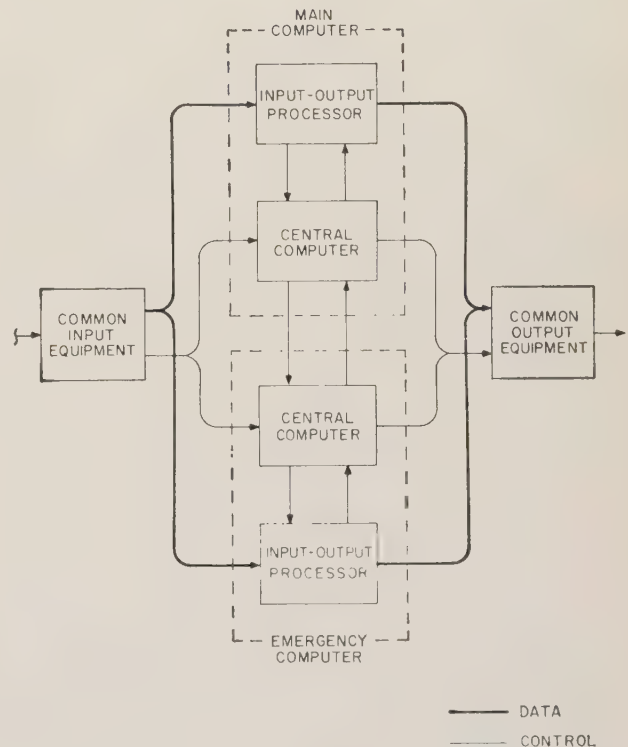 MAIN
COMPUTER
INPUT-OUTPUT
PROCESSOR
CENTRAL
COMPUTER
COMMON
INPUT
EQUIPMENT
COMMON
OUTPUT
EQUIPMENT
CENTRAL
COMPUTER
INPUT-OUTPUT
PROCESSOR
EMERGENCY
COMPUTER
DATA
CONTROL